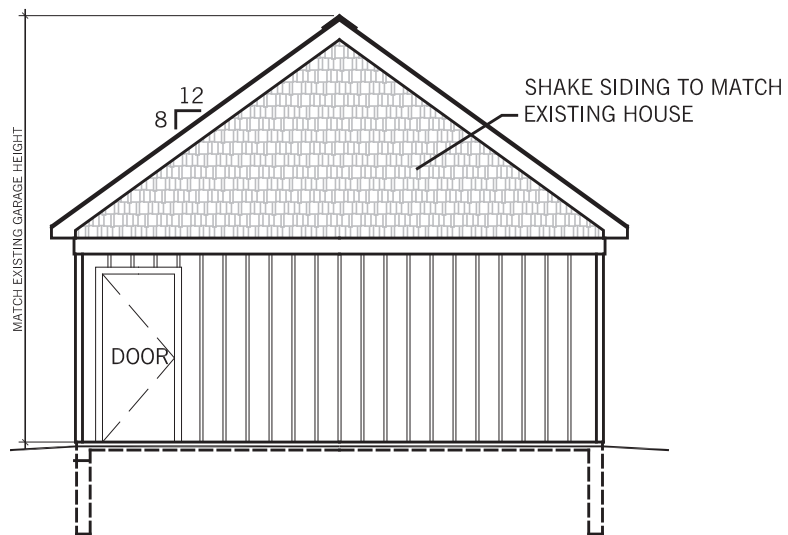 12
8
SHAKE SIDING TO MATCH
EXISTING HOUSE
MATCH EXISTING GARAGE HEIGHT
DOOR